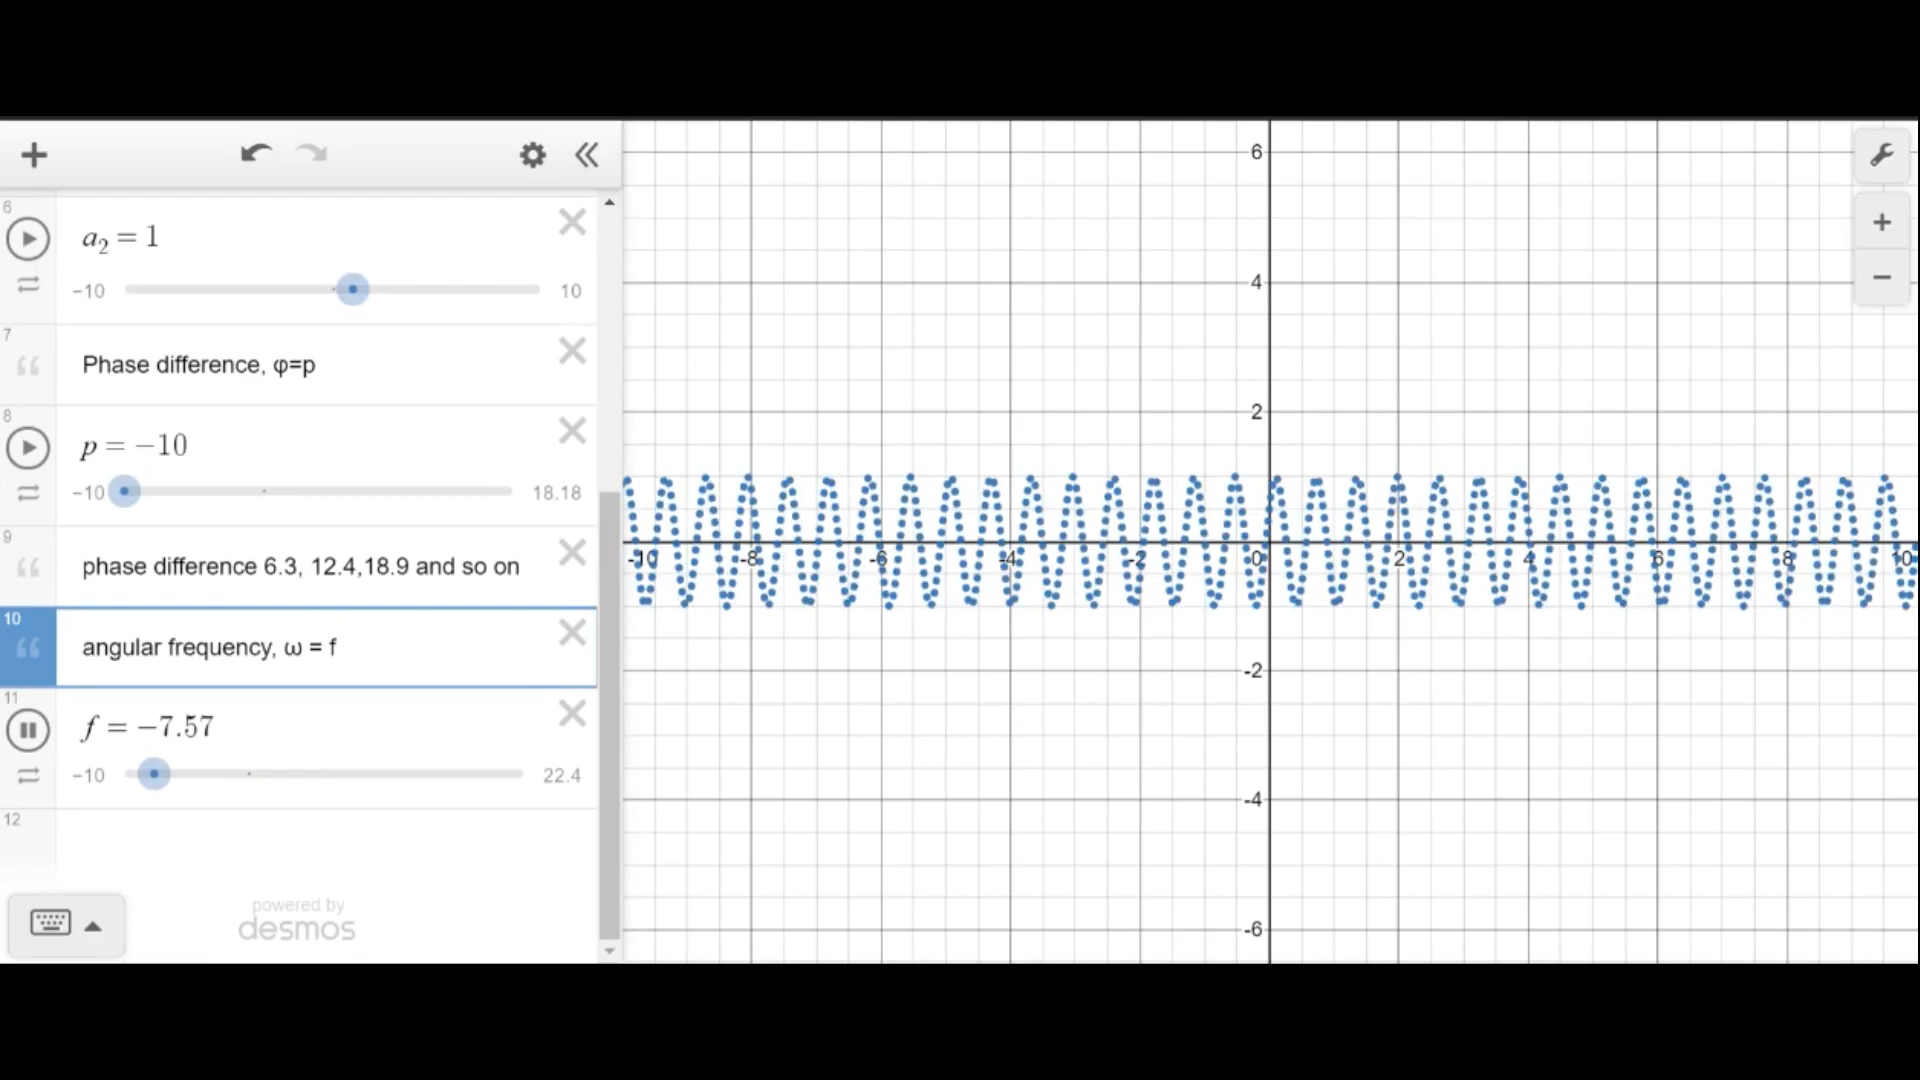 6
a₂ = 1
−10 10
7
Phase difference, φ=p
8
p = −10
−10 18.18
9
phase difference 6.3, 12.4,18.9 and so on
10
angular frequency, ω = f
11
f = −7.57
−10 22.4
12
powered by
desmos
6
4
2
-10 -8 -6 -4 -2 0 2 4 6 8 10
-2
-4
-6